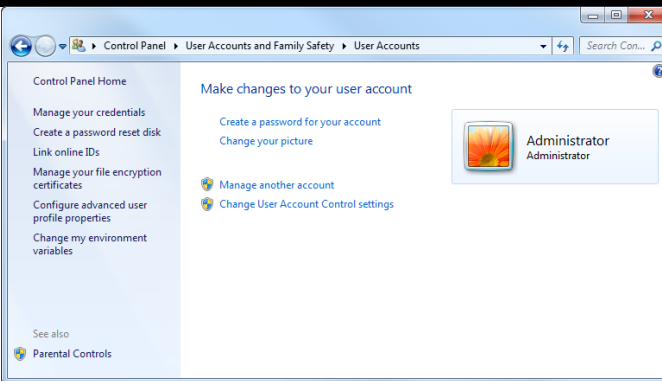 Control Panel ▸ User Accounts and Family Safety ▸ User Accounts
Search Con...
Control Panel Home
Manage your credentials
Create a password reset disk
Link online IDs
Manage your file encryption
certificates
Configure advanced user
profile properties
Change my environment
variables
See also
Parental Controls
Make changes to your user account
Create a password for your account
Change your picture
Manage another account
Change User Account Control settings
Administrator
Administrator